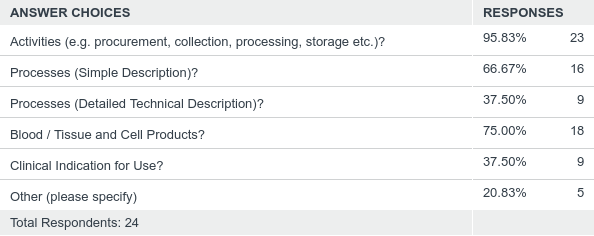 ANSWER CHOICES RESPONSES
Activities (e.g. procurement, collection, processing, storage etc.)? 95.83% 23
Processes (Simple Description)? 66.67% 16
Processes (Detailed Technical Description)? 37.50% 9
Blood / Tissue and Cell Products? 75.00% 18
Clinical Indication for Use? 37.50% 9
Other (please specify) 20.83% 5
Total Respondents: 24